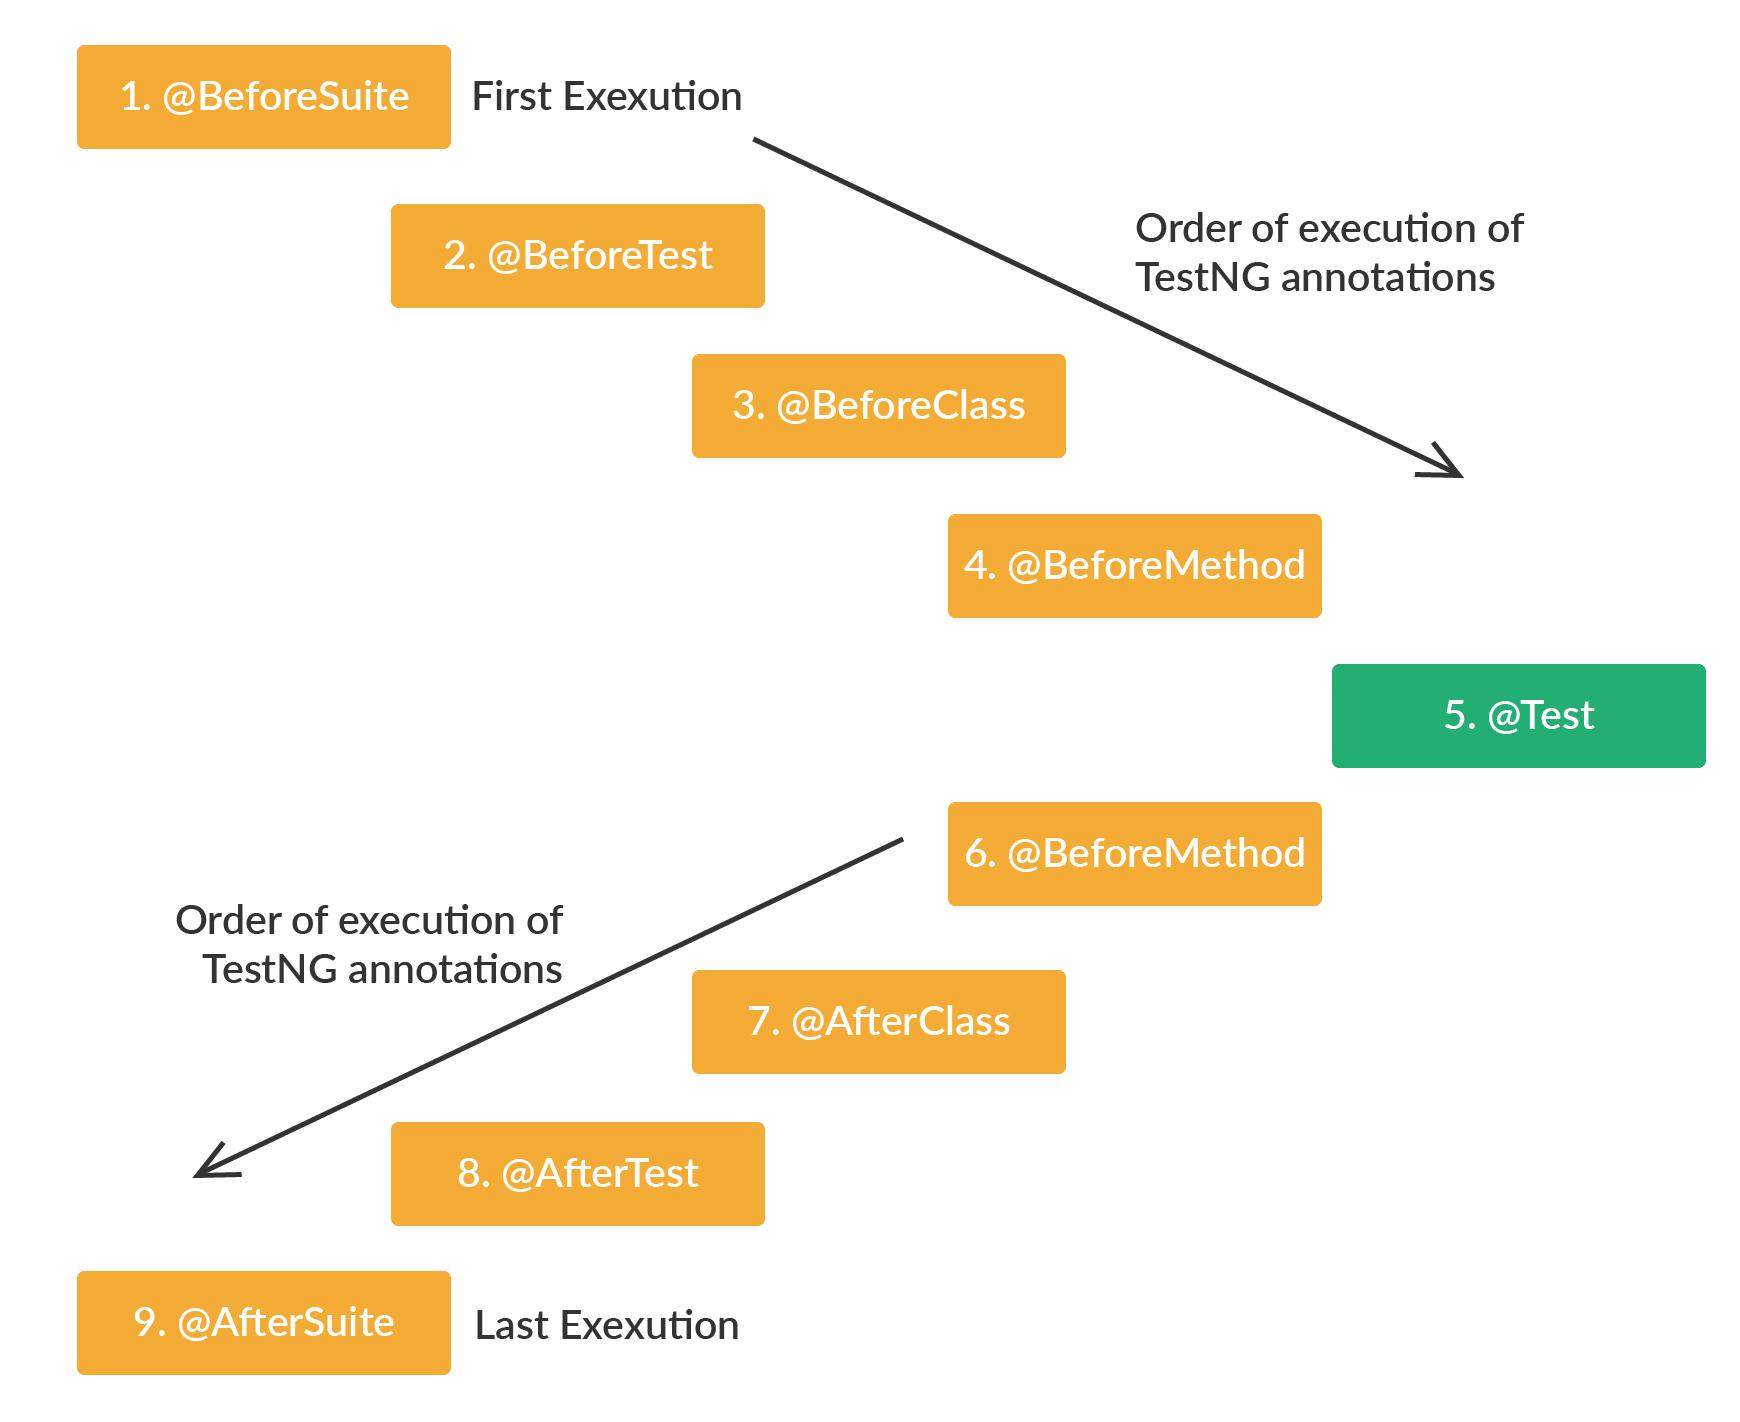 1. @BeforeSuite
First Exexution
2. @BeforeTest
Order of execution of
TestNG annotations
3. @BeforeClass
4. @BeforeMethod
5. @Test
6. @BeforeMethod
Order of execution of
TestNG annotations
7. @AfterClass
8. @AfterTest
9. @AfterSuite
Last Exexution